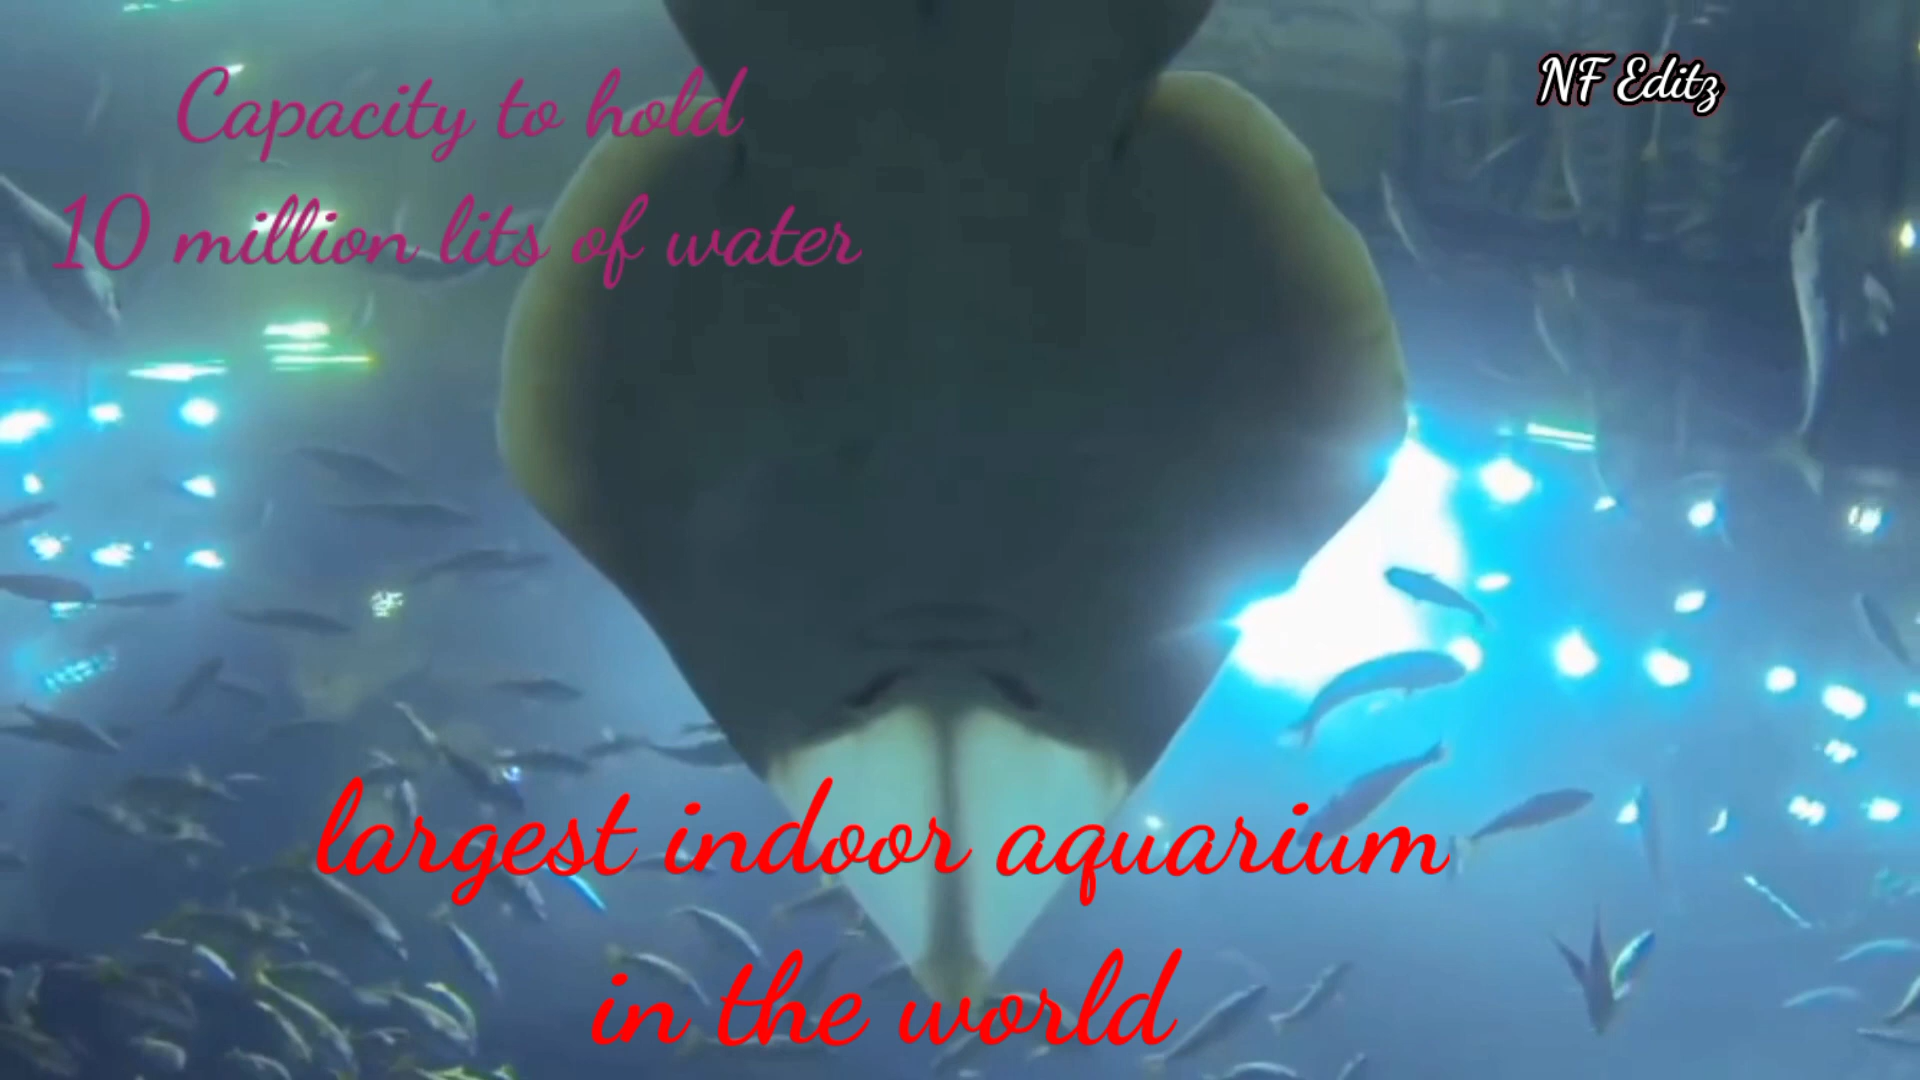 Capacity to hold
10 million lits of water
NF Editz
largest indoor aquarium
in the world